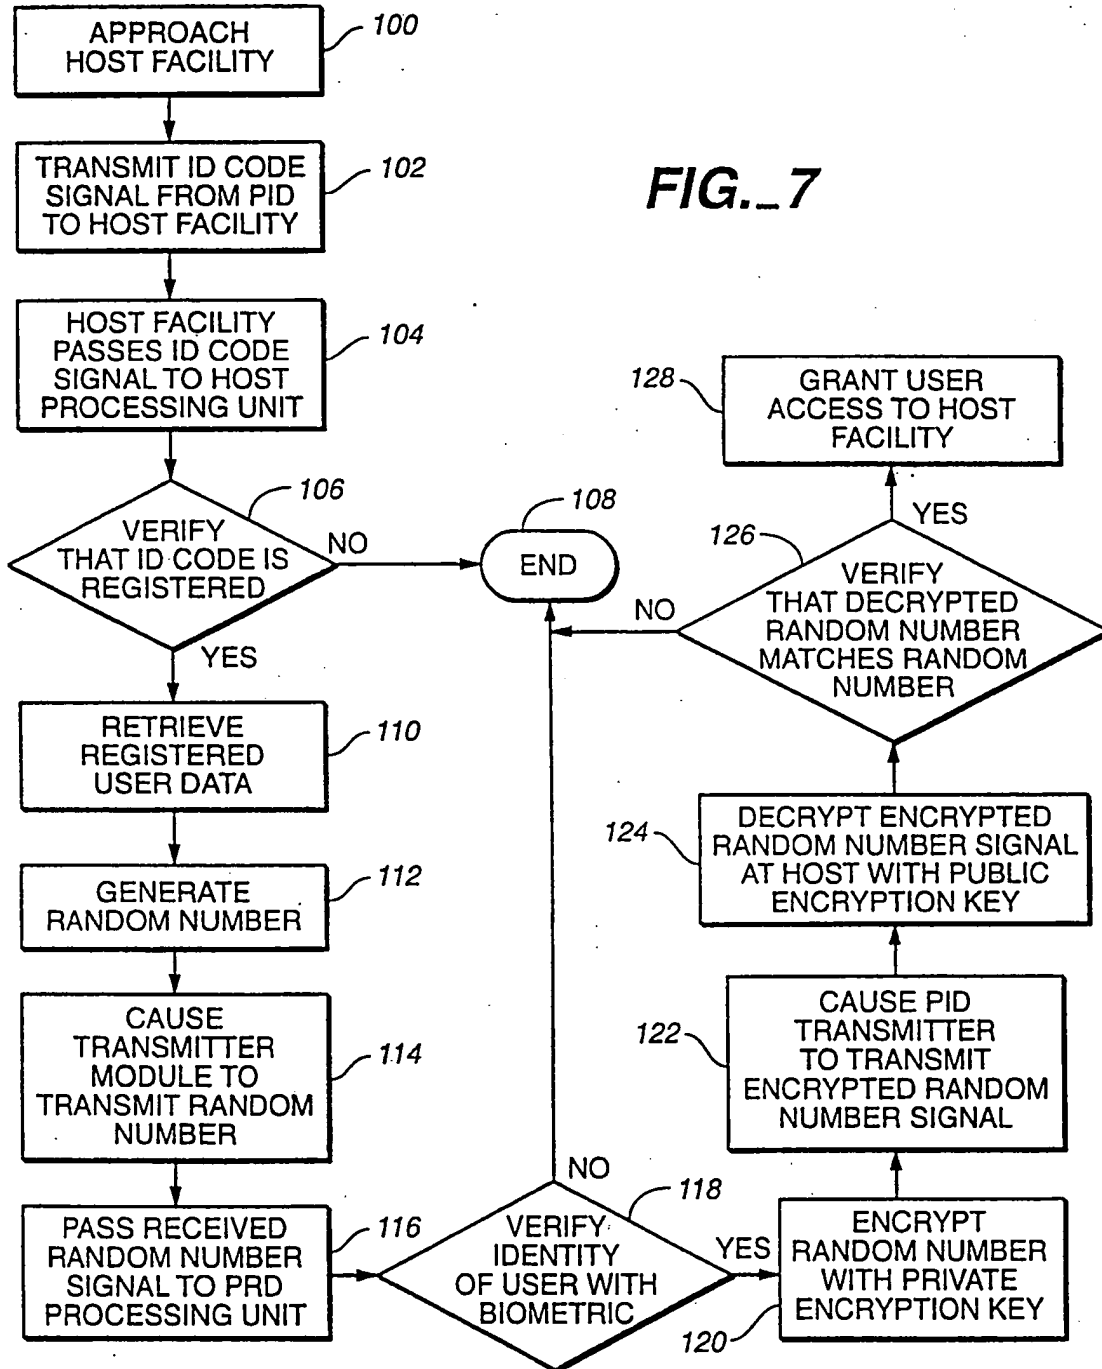 APPROACH
HOST FACILITY
100
TRANSMIT ID CODE
SIGNAL FROM PID
TO HOST FACILITY
102
FIG._7
HOST FACILITY
PASSES ID CODE
SIGNAL TO HOST
PROCESSING UNIT
104
VERIFY
THAT ID CODE IS
REGISTERED
106
NO
YES
108
END
RETRIEVE
REGISTERED
USER DATA
110
GENERATE
RANDOM NUMBER
112
CAUSE
TRANSMITTER
MODULE TO
TRANSMIT RANDOM
NUMBER
114
PASS RECEIVED
RANDOM NUMBER
SIGNAL TO PRD
PROCESSING UNIT
116
VERIFY
IDENTITY
OF USER WITH
BIOMETRIC
118
NO
YES
ENCRYPT
RANDOM NUMBER
WITH PRIVATE
ENCRYPTION KEY
120
CAUSE PID
TRANSMITTER
TO TRANSMIT
ENCRYPTED RANDOM
NUMBER SIGNAL
122
DECRYPT ENCRYPTED
RANDOM NUMBER SIGNAL
AT HOST WITH PUBLIC
ENCRYPTION KEY
124
VERIFY
THAT DECRYPTED
RANDOM NUMBER
MATCHES RANDOM
NUMBER
126
NO
YES
GRANT USER
ACCESS TO HOST
FACILITY
128